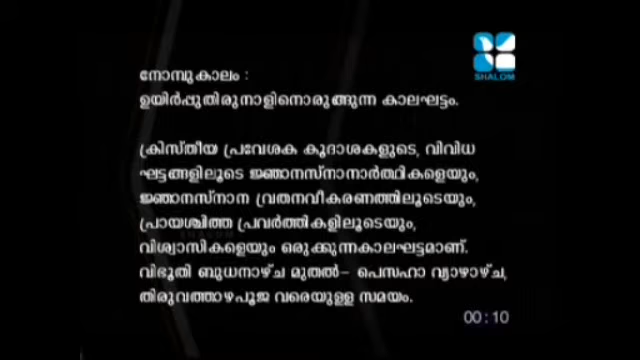 SHALOM
നോമ്പുകാലം :
ഉയിർപ്പുതിരുനാളിനൊരുങ്ങുന്ന കാലഘട്ടം.
ക്രിസ്തീയ പ്രവേശക കൂദാശകളുടെ, വിവിധ
ഘട്ടങ്ങളിലൂടെ ജ്ഞാനസ്നാനാർത്ഥികളെയും,
ജ്ഞാനസ്നാന വ്രതനവീകരണത്തിലൂടെയും,
പ്രായശ്ചിത്ത പ്രവർത്തികളിലൂടെയും,
വിശ്വാസികളെയും ഒരുക്കുന്നകാലഘട്ടമാണ്.
വിഭൂതി ബുധനാഴ്ച മുതൽ– പെസഹാ വ്യാഴാഴ്ച,
തിരുവത്താഴപൂജ വരെയുള്ള സമയം.
00:10